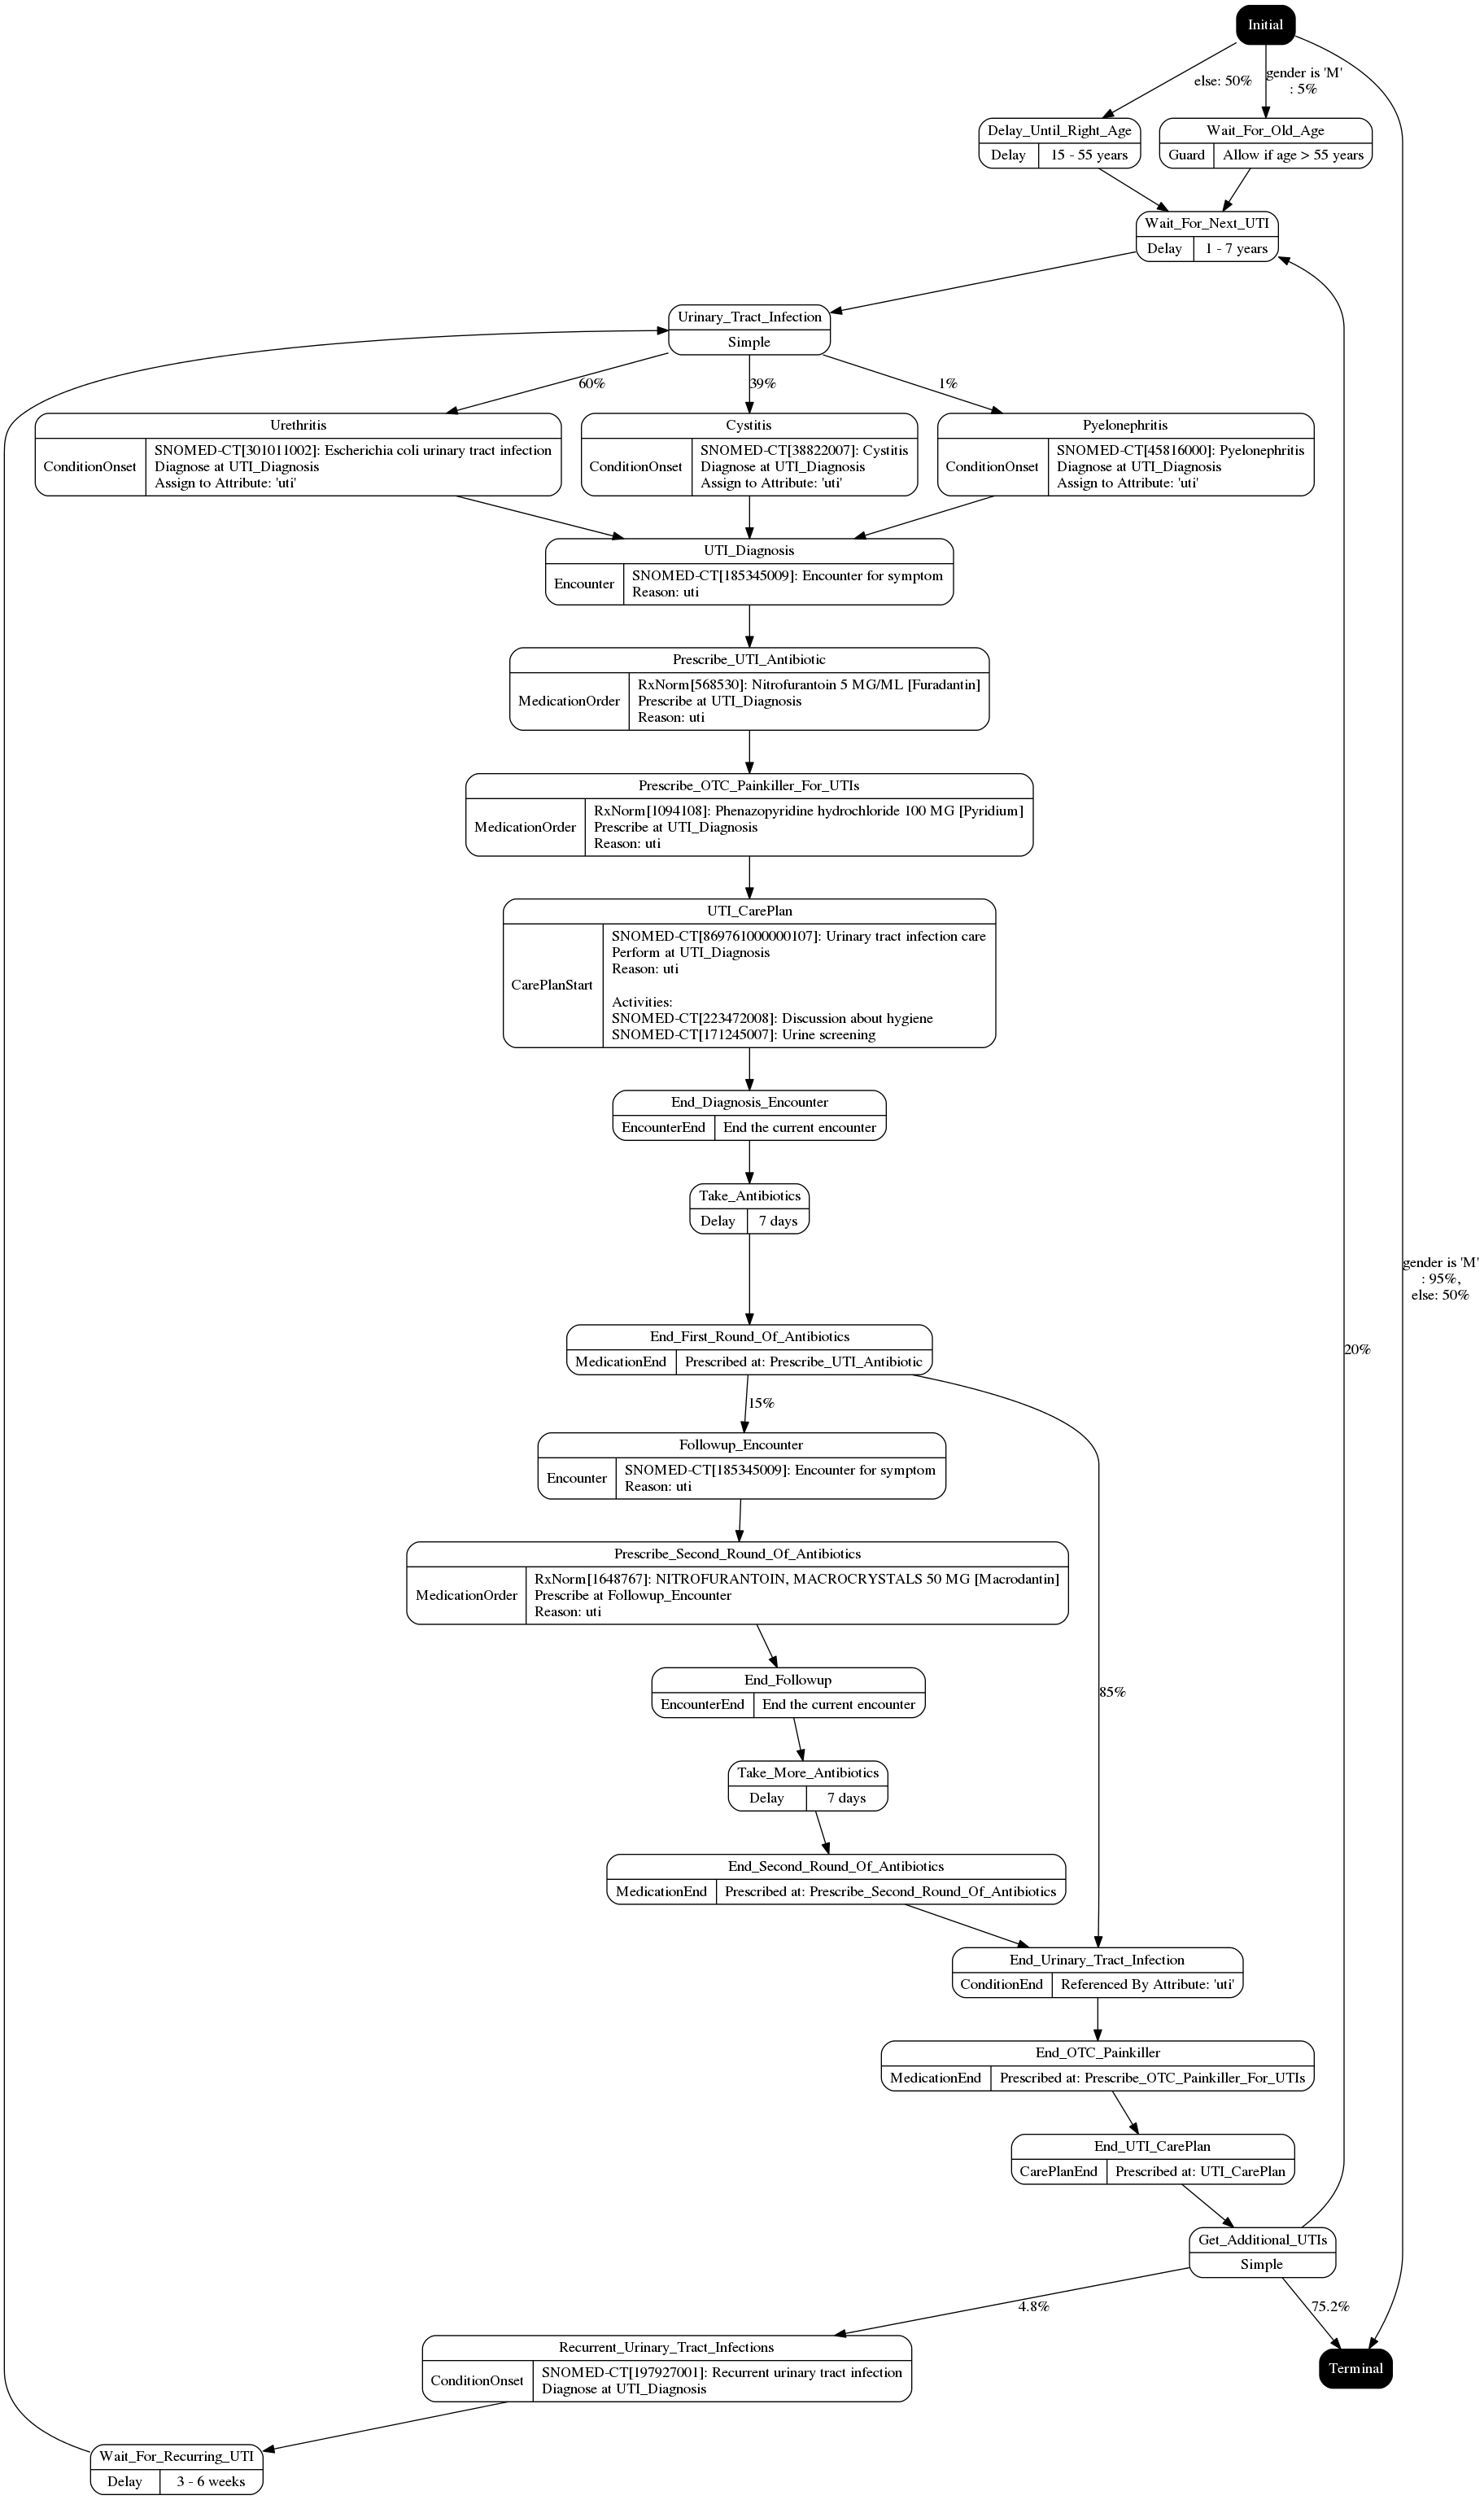 Initial
else: 50%
gender is 'M'
: 5%
Delay_Until_Right_Age
Delay
15 - 55 years
Wait_For_Old_Age
Guard
Allow if age > 55 years
Wait_For_Next_UTI
Delay
1 - 7 years
Urinary_Tract_Infection
Simple
60%
39%
1%
Urethritis
ConditionOnset
SNOMED-CT[301011002]: Escherichia coli urinary tract infection
Diagnose at UTI_Diagnosis
Assign to Attribute: 'uti'
Cystitis
ConditionOnset
SNOMED-CT[38822007]: Cystitis
Diagnose at UTI_Diagnosis
Assign to Attribute: 'uti'
Pyelonephritis
ConditionOnset
SNOMED-CT[45816000]: Pyelonephritis
Diagnose at UTI_Diagnosis
Assign to Attribute: 'uti'
UTI_Diagnosis
Encounter
SNOMED-CT[185345009]: Encounter for symptom
Reason: uti
Prescribe_UTI_Antibiotic
MedicationOrder
RxNorm[568530]: Nitrofurantoin 5 MG/ML [Furadantin]
Prescribe at UTI_Diagnosis
Reason: uti
Prescribe_OTC_Painkiller_For_UTIs
MedicationOrder
RxNorm[1094108]: Phenazopyridine hydrochloride 100 MG [Pyridium]
Prescribe at UTI_Diagnosis
Reason: uti
UTI_CarePlan
CarePlanStart
SNOMED-CT[869761000000107]: Urinary tract infection care
Perform at UTI_Diagnosis
Reason: uti
Activities:
SNOMED-CT[223472008]: Discussion about hygiene
SNOMED-CT[171245007]: Urine screening
End_Diagnosis_Encounter
EncounterEnd
End the current encounter
Take_Antibiotics
Delay
7 days
gender is 'M'
: 95%,
else: 50%
20%
End_First_Round_Of_Antibiotics
MedicationEnd
Prescribed at: Prescribe_UTI_Antibiotic
15%
Followup_Encounter
Encounter
SNOMED-CT[185345009]: Encounter for symptom
Reason: uti
Prescribe_Second_Round_Of_Antibiotics
MedicationOrder
RxNorm[1648767]: NITROFURANTOIN, MACROCRYSTALS 50 MG [Macrodantin]
Prescribe at Followup_Encounter
Reason: uti
End_Followup
EncounterEnd
End the current encounter
85%
Take_More_Antibiotics
Delay
7 days
End_Second_Round_Of_Antibiotics
MedicationEnd
Prescribed at: Prescribe_Second_Round_Of_Antibiotics
End_Urinary_Tract_Infection
ConditionEnd
Referenced By Attribute: 'uti'
End_OTC_Painkiller
MedicationEnd
Prescribed at: Prescribe_OTC_Painkiller_For_UTIs
End_UTI_CarePlan
CarePlanEnd
Prescribed at: UTI_CarePlan
Get_Additional_UTIs
Simple
4.8%
75.2%
Recurrent_Urinary_Tract_Infections
ConditionOnset
SNOMED-CT[197927001]: Recurrent urinary tract infection
Diagnose at UTI_Diagnosis
Terminal
Wait_For_Recurring_UTI
Delay
3 - 6 weeks